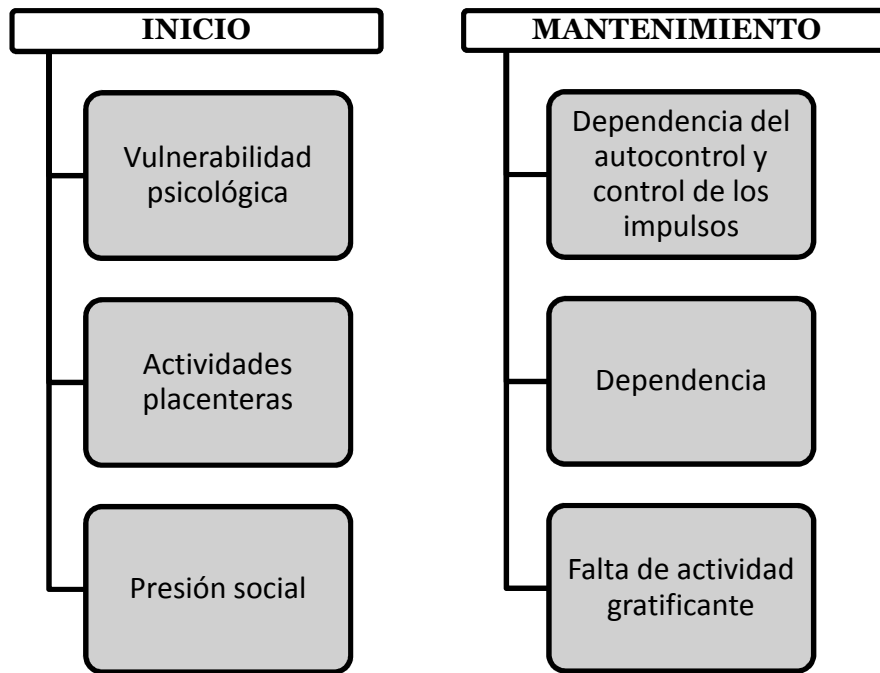 INICIO
Vulnerabilidad
psicológica
Actividades
placenteras
Presión social
MANTENIMIENTO
Dependencia del
autocontrol y
control de los
impulsos
Dependencia
Falta de actividad
gratificante